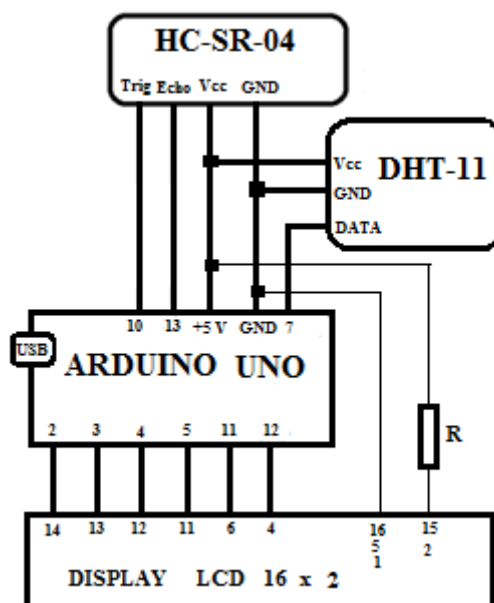 HC-SR-04
Trig Echo Vcc GND
Vcc
DHT-11
GND
DATA
10 13 +5 V GND 7
USB
ARDUINO UNO
2 3 4 5 11 12
R
14 13 12 11 6 4 16 15
5 2
1
DISPLAY LCD 16 x 2